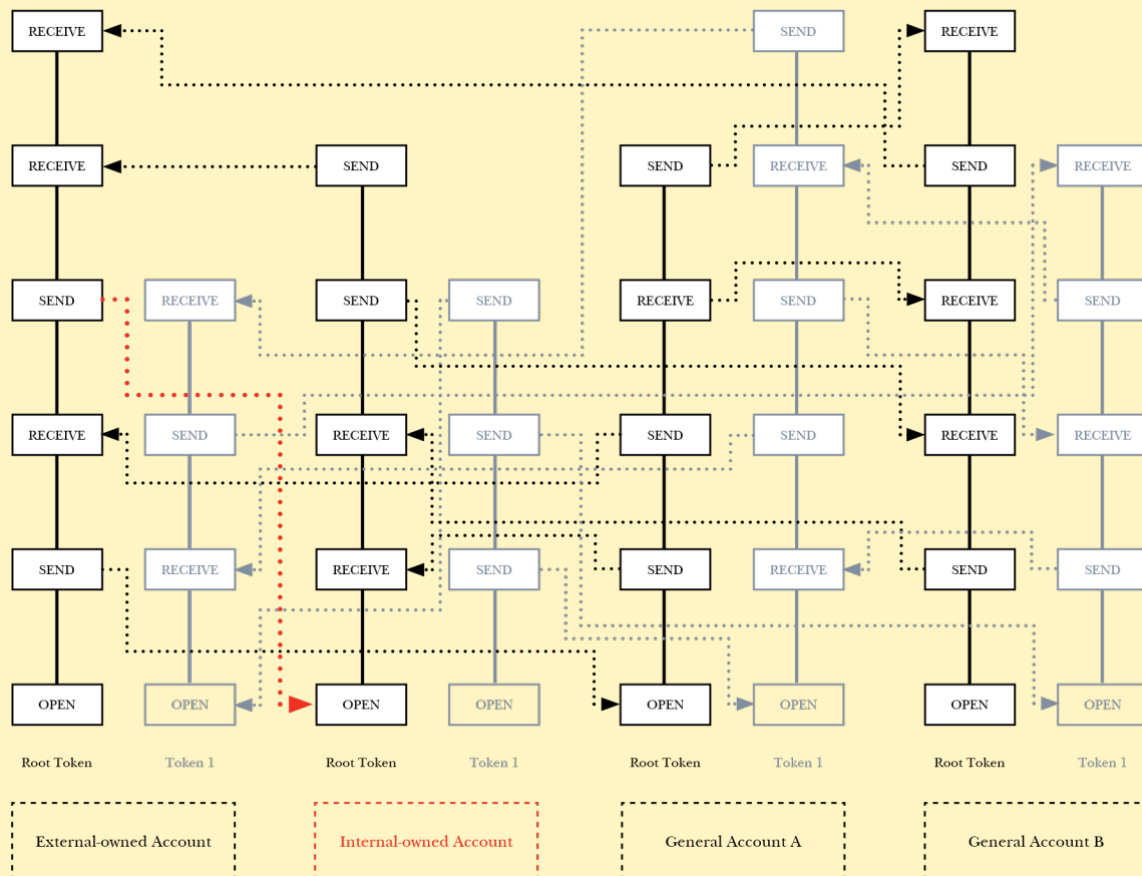 RECEIVE SEND RECEIVE
RECEIVE SEND SEND RECEIVE SEND RECEIVE
SEND RECEIVE SEND SEND RECEIVE SEND RECEIVE SEND
RECEIVE SEND RECEIVE SEND SEND SEND RECEIVE RECEIVE
SEND RECEIVE RECEIVE SEND SEND RECEIVE SEND SEND
OPEN OPEN OPEN OPEN OPEN OPEN OPEN OPEN
Root Token Token 1 Root Token Token 1 Root Token Token 1 Root Token Token 1
External-owned Account Internal-owned Account General Account A General Account B